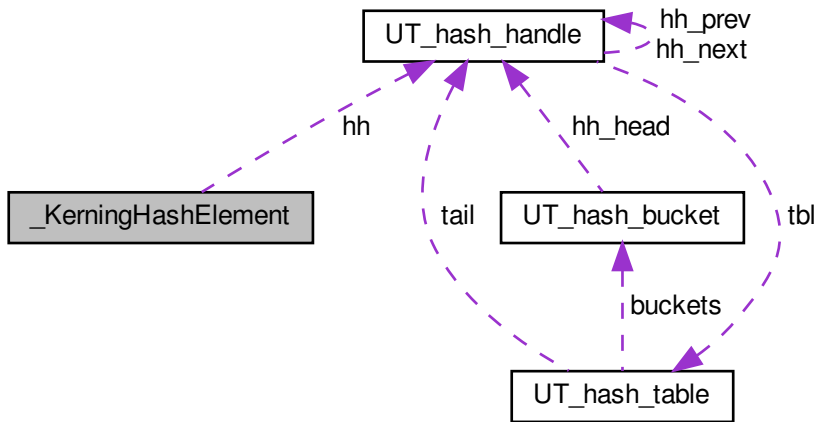 hh_prev
UT_hash_handle
hh_next
hh
hh_head
_KerningHashElement
tail
UT_hash_bucket
tbl
buckets
UT_hash_table